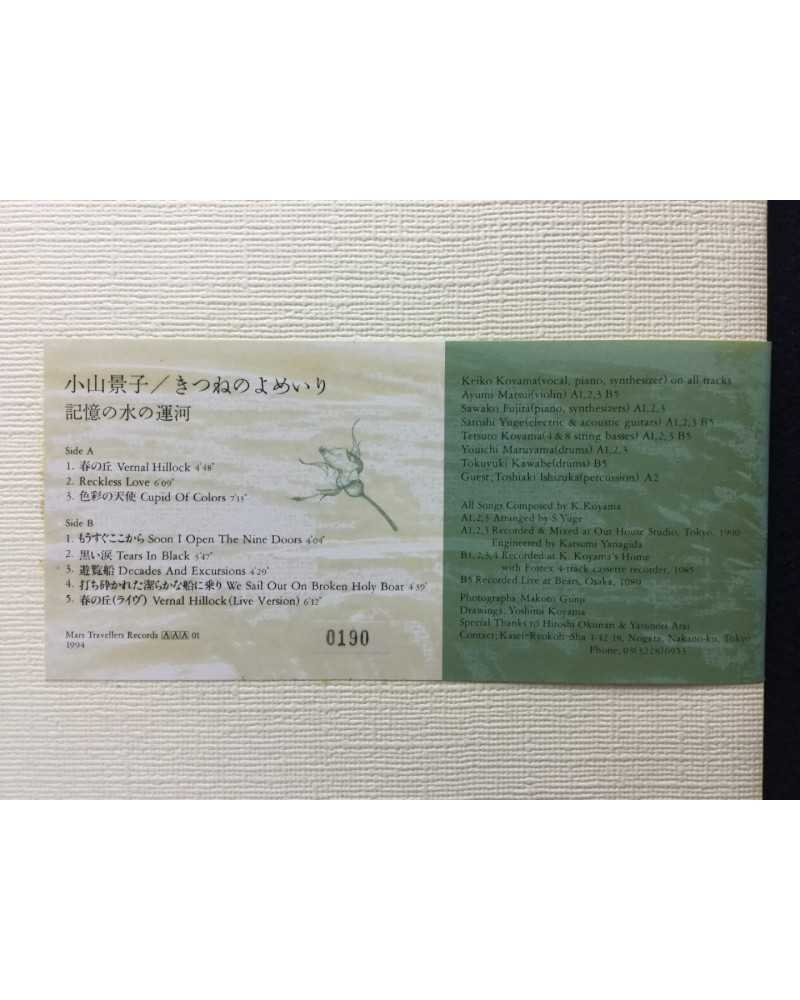 小山景子／きつねのよめいり
記憶の水の運河
Side A
1. 春の丘 Vernal Hillock 4'48"
2. Reckless Love 6'09"
3. 色彩の天使 Cupid Of Colors 7'13"
Side B
1. もうすぐここから Soon I Open The Nine Doors 4'04"
2. 黒い涙 Tears In Black 5'47"
3. 遊覧船 Decades And Excursions 4'29"
4. 打ち砕かれた潔らかな船に乗り We Sail Out On Broken Holy Boat 4'39"
5. 春の丘(ライヴ) Vernal Hillock(Live Version) 6'12"
Mars Travellers Records AAA 01
1994
0190
Keiko Koyama(vocal, piano, synthesizer) on all tracks
Ayumi Matsui(violin) A1,2,3 B5
Sawako Fujita(piano, synthesizers) A1,2,3
Satoshi Yuge(electric & acoustic guitars) A1,2,3 B5
Tetsuo Koyama(4 & 8 string basses) A1,2,3 B5
Youichi Maruyama(drums) A1,2,3
Tokuyuki Kawabe(drums) B5
Guest; Toshiaki Ishizuka(percussion) A2
All Songs Composed by K.Koyama
A1,2,3 Arranged by S.Yuge
A1,2,3 Recorded & Mixed at Our House Studio, Tokyo, 1990
Engineered by Katsumi Yanagida
B1,2,3,4 Recorded at K. Koyama's Home
with Fostex 4-track cassette recorder, 1985
B5 Recorded Live at Bears, Osaka, 1989
Photographs, Makoto Gunji
Drawings, Yoshimi Koyama
Special Thanks to Hiroshi Okunari & Yasunori Arai
Contact; Kasei-Ryokoh-Sha 1-42-18, Nogata, Nakano-ku, Tokyo
Phone, 03(3228)6953